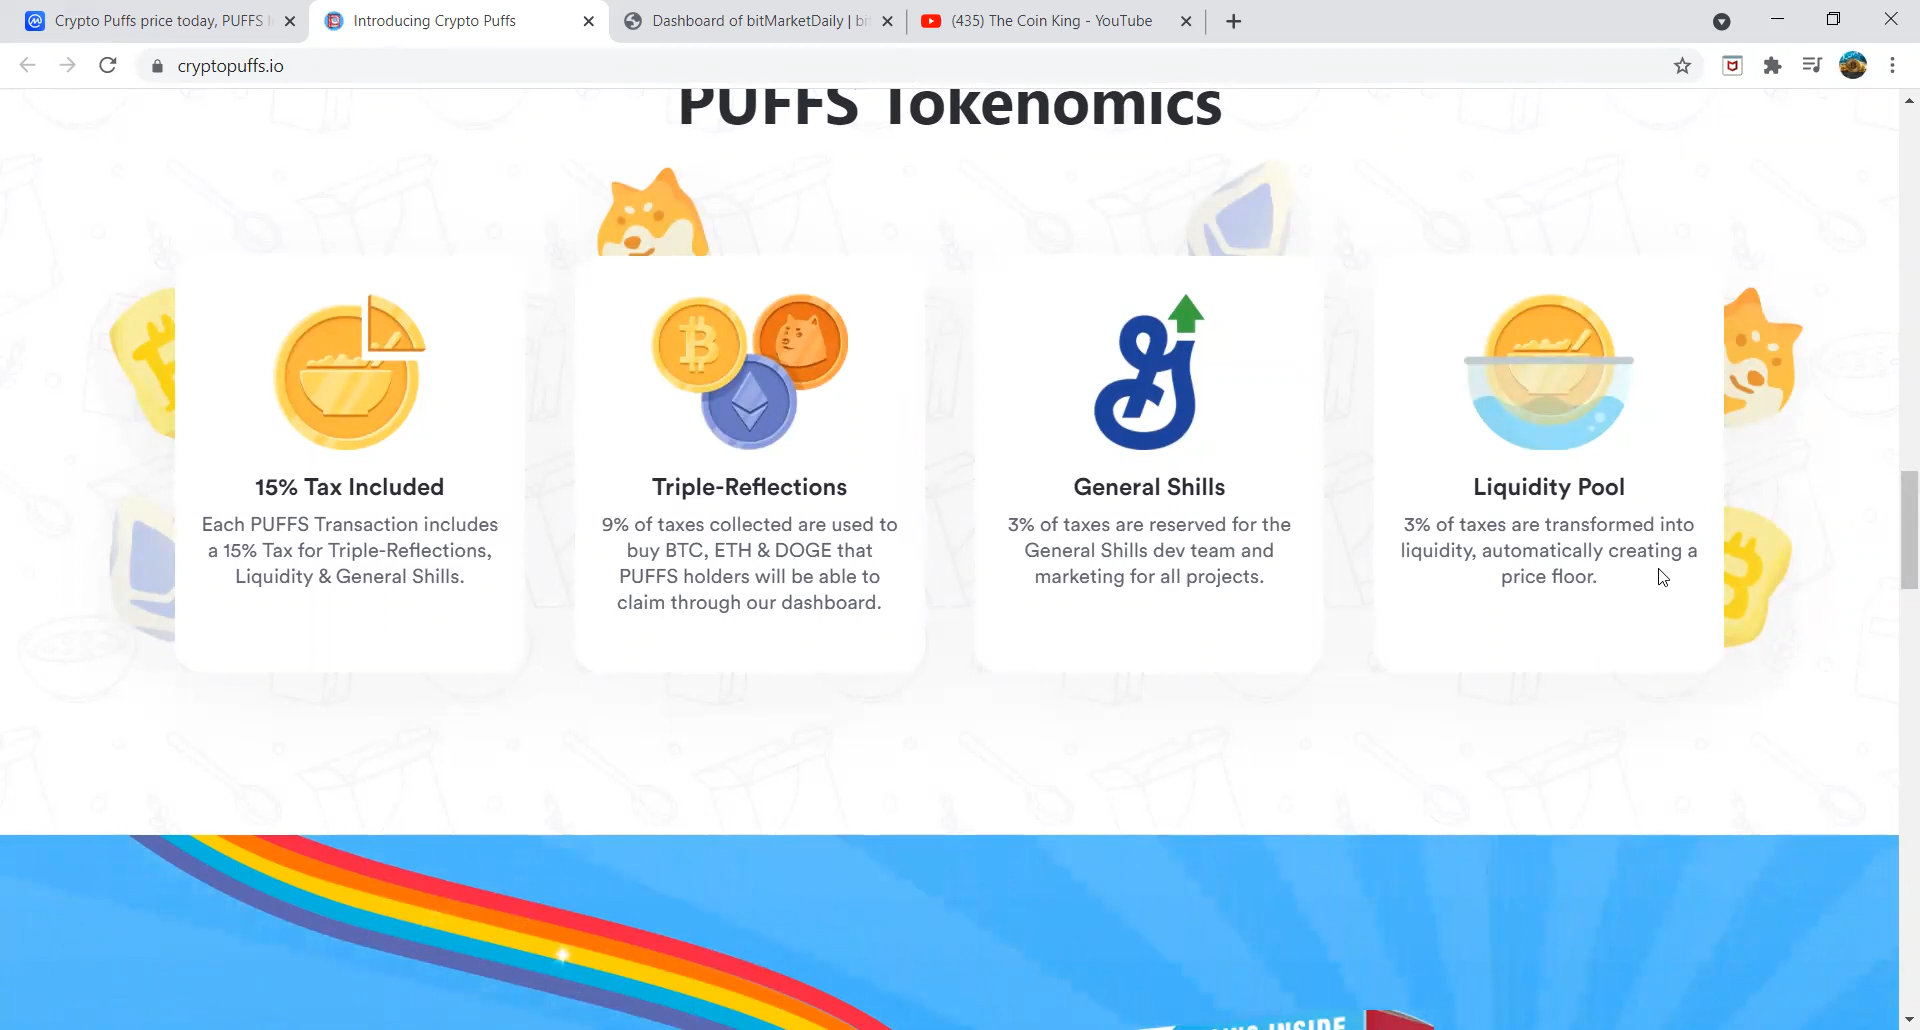 Crypto Puffs price today, PUFFS
Introducing Crypto Puffs
Dashboard of bitMarketDaily | bi
(435) The Coin King - YouTube
cryptopuffs.io
PUFFS Tokenomics
15% Tax Included
Each PUFFS Transaction includes
a 15% Tax for Triple-Reflections,
Liquidity & General Shills.
Triple-Reflections
9% of taxes collected are used to
buy BTC, ETH & DOGE that
PUFFS holders will be able to
claim through our dashboard.
General Shills
3% of taxes are reserved for the
General Shills dev team and
marketing for all projects.
Liquidity Pool
3% of taxes are transformed into
liquidity, automatically creating a
price floor.
INSIDE